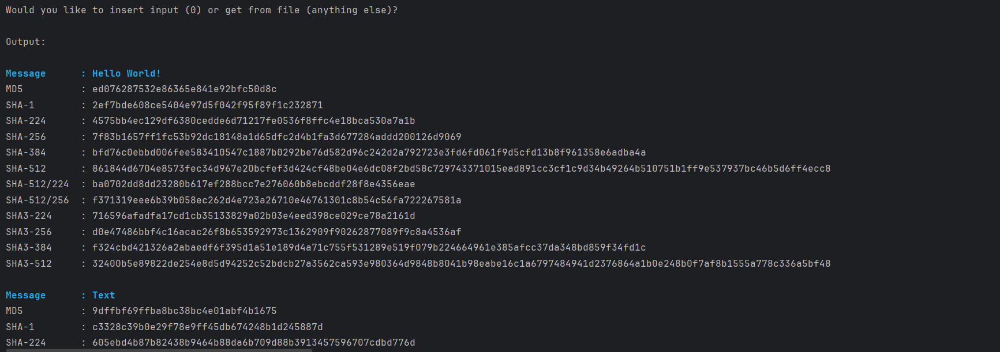 Would you like to insert input (0) or get from file (anything else)?
Output:
Message : Hello World!
MD5 : ed076287532e86365e841e92bfc50d8c
SHA-1 : 2ef7bde608ce5404e97d5f042f95f89f1c232871
SHA-224 : 4575bb4ec129df6380cedde6d71217fe0536f8ffc4e18bca530a7a1b
SHA-256 : 7f83b1657ff1fc53b92dc18148a1d65dfc2d4b1fa3d677284addd200126d9069
SHA-384 : bfd76c0ebbd006fee583410547c1887b0292be76d582d96c242d2a792723e3fd6fd061f9d5cfd13b8f961358e6adba4a
SHA-512 : 861844d6704e8573fec34d967e20bcfef3d424cf48be04e6dc08f2bd58c729743371015ead891cc3cf1c9d34b49264b510751b1ff9e537937bc46b5d6ff4ecc8
SHA-512/224 : ba0702dd8dd23280b617ef288bcc7e276060b8ebcddf28f8e4356eae
SHA-512/256 : f371319eee6b39b058ec262d4e723a26710e46761301c8b54c56fa722267581a
SHA3-224 : 716596afadfa17cd1cb35133829a02b03e4eed398ce029ce78a2161d
SHA3-256 : d0e47486bbf4c16acac26f8b653592973c1362909f90262877089f9c8a4536af
SHA3-384 : f324cbd421326a2abaedf6f395d1a51e189d4a71c755f531289e519f079b224664961e385afcc37da348bd859f34fd1c
SHA3-512 : 32400b5e89822de254e8d5d94252c52bdcb27a3562ca593e980364d9848b8041b98eabe16c1a6797484941d2376864a1b0e248b0f7af8b1555a778c336a5bf48
Message : Text
MD5 : 9dffbf69ffba8bc38bc4e01abf4b1675
SHA-1 : c3328c39b0e29f78e9ff45db674248b1d245887d
SHA-224 : 605ebd4b87b82438b9464b88da6b709d88b3913457596707cdbd776d